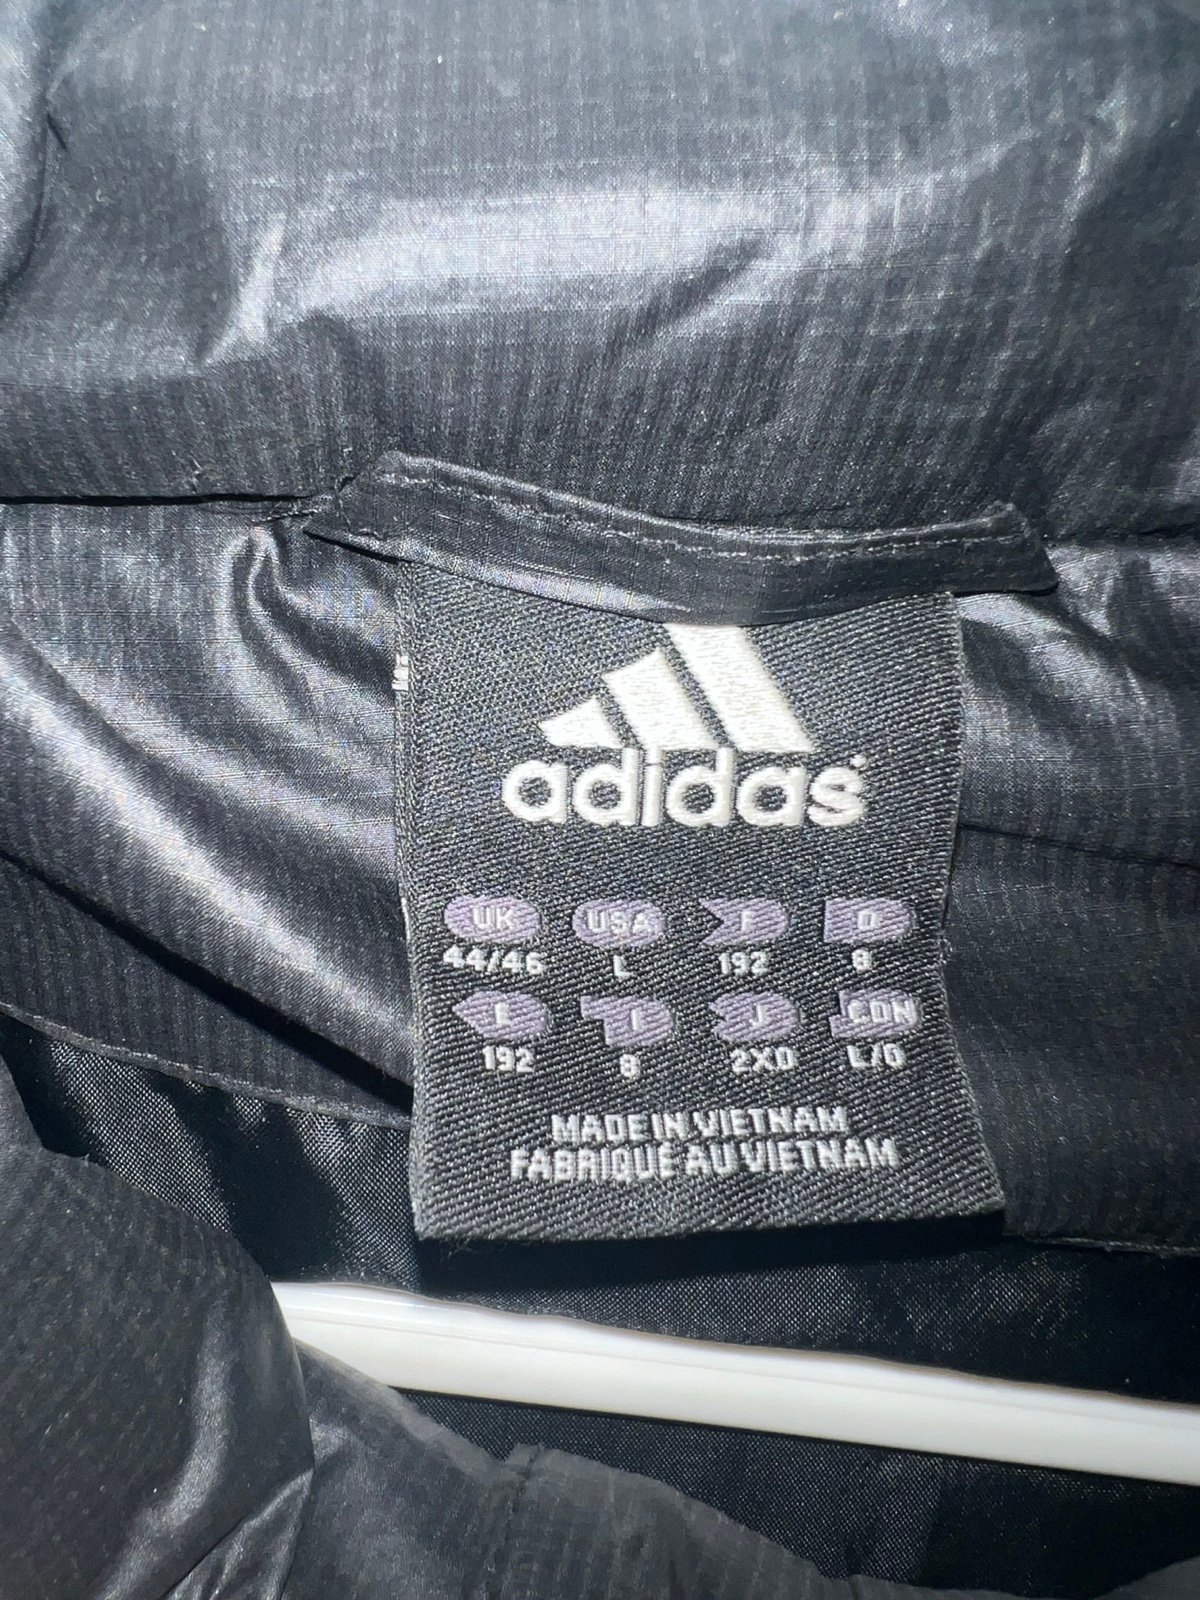 adidas
UK USA F D
44/46 L 192 8
E I J CDN
192 8 2XO L/G
MADE IN VIETNAM
FABRIQUÉ AU VIETNAM